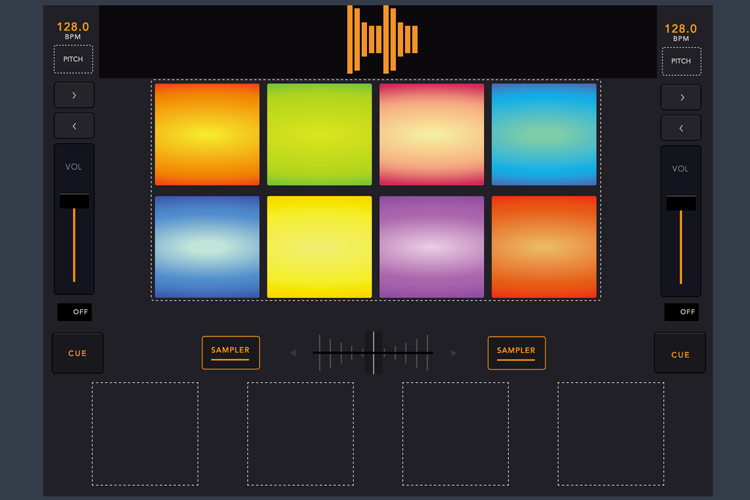 128.0
BPM
PITCH
VOL
OFF
CUE
SAMPLER
SAMPLER
128.0
BPM
PITCH
VOL
OFF
CUE